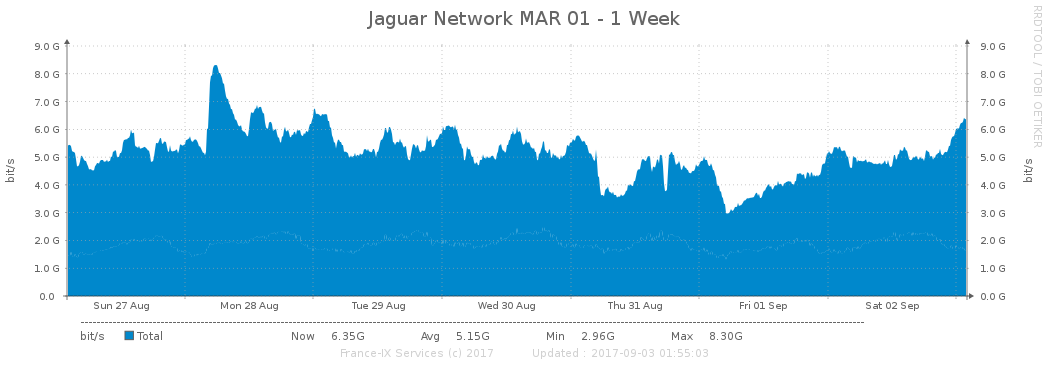 Jaguar Network MAR 01 - 1 Week
RRDTOOL / TOBI OETIKER
bit/s
bit/s
9.0 G 9.0 G
8.0 G 8.0 G
7.0 G 7.0 G
6.0 G 6.0 G
5.0 G 5.0 G
4.0 G 4.0 G
3.0 G 3.0 G
2.0 G 2.0 G
1.0 G 1.0 G
0.0 0.0 G
Sun 27 Aug Mon 28 Aug Tue 29 Aug Wed 30 Aug Thu 31 Aug Fri 01 Sep Sat 02 Sep
bit/s Total Now 6.35G Avg 5.15G Min 2.96G Max 8.30G
France-IX Services (c) 2017 Updated : 2017-09-03 01:55:03